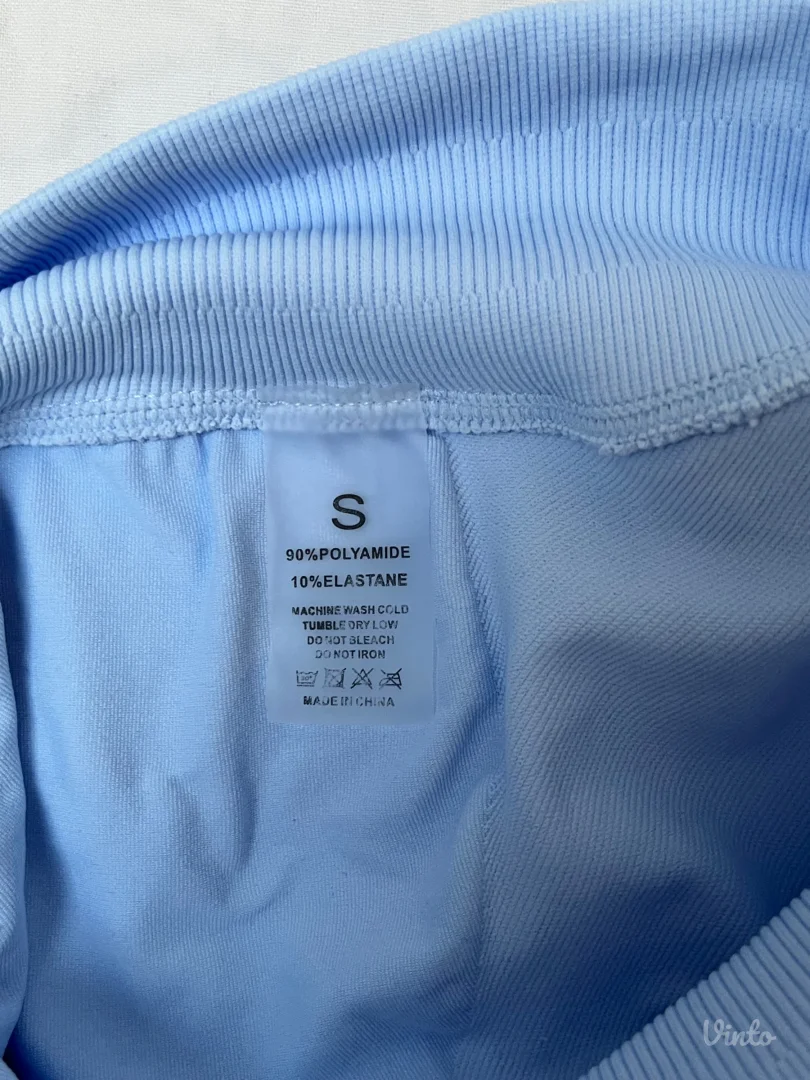 S
90%POLYAMIDE
10%ELASTANE
MACHINE WASH COLD
TUMBLE DRY LOW
DO NOT BLEACH
DO NOT IRON
MADE IN CHINA
Vinto